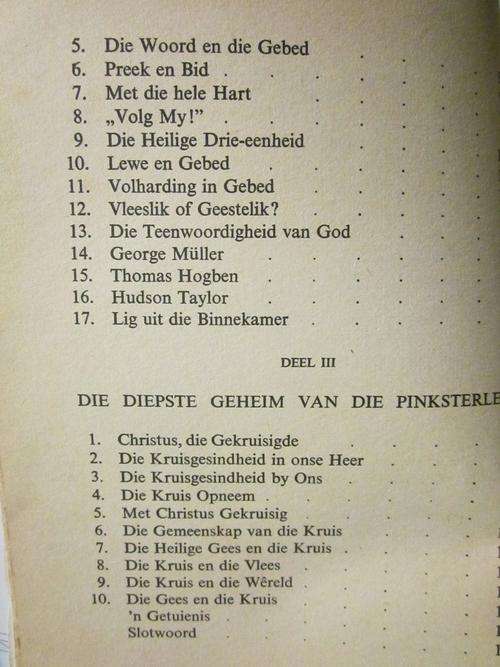 5. Die Woord en die Gebed
6. Preek en Bid
7. Met die hele Hart
8. „Volg My!”
9. Die Heilige Drie-eenheid
10. Lewe en Gebed
11. Volharding in Gebed
12. Vleeslik of Geestelik?
13. Die Teenwoordigheid van God
14. George Müller
15. Thomas Hogben
16. Hudson Taylor
17. Lig uit die Binnekamer
DEEL III
DIE DIEPSTE GEHEIM VAN DIE PINKSTERLE
1. Christus, die Gekruisigde
2. Die Kruisgesindheid in onse Heer
3. Die Kruisgesindheid by Ons
4. Die Kruis Opneem
5. Met Christus Gekruisig
6. Die Gemeenskap van die Kruis
7. Die Heilige Gees en die Kruis
8. Die Kruis en die Vlees
9. Die Kruis en die Wêreld
10. Die Gees en die Kruis
'n Getuienis
Slotwoord